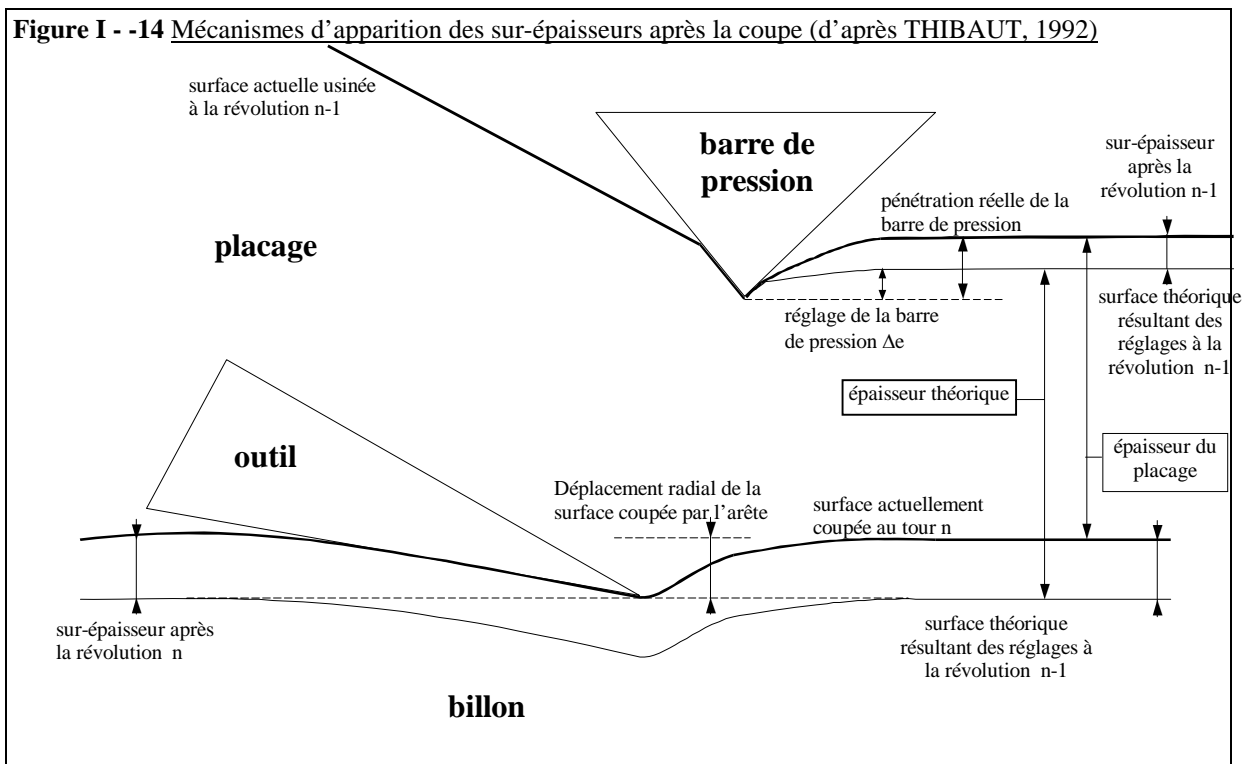 Figure I - -14 Mécanismes d'apparition des sur-épaisseurs après la coupe (d'après THIBAUT, 1992)
surface actuelle usinée
à la révolution n-1
barre de
pression
sur-épaisseur
après la
révolution n-1
pénétration réelle de la
barre de pression
placage
réglage de la barre
de pression Δe
surface théorique
résultant des
réglages à la
révolution n-1
épaisseur théorique
épaisseur du
placage
outil
Déplacement radial de la
surface coupée par l'arête
surface actuellement
coupée au tour n
sur-épaisseur après
la révolution n
surface théorique
résultant des réglages à
la révolution n-1
billon